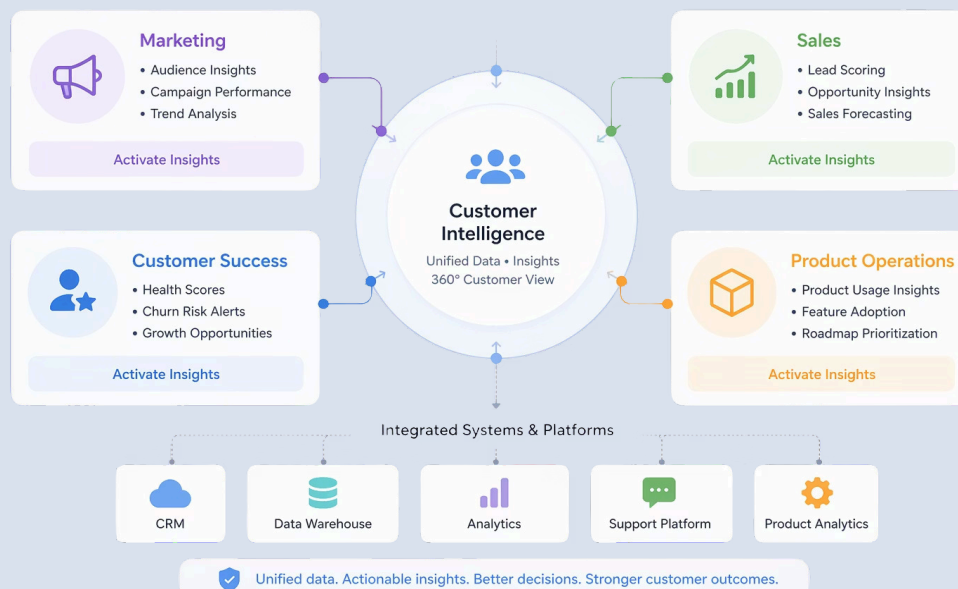 Marketing
• Audience Insights
• Campaign Performance
• Trend Analysis
Activate Insights
Sales
• Lead Scoring
• Opportunity Insights
• Sales Forecasting
Activate Insights
Customer
Intelligence
Unified Data • Insights
360° Customer View
Customer Success
• Health Scores
• Churn Risk Alerts
• Growth Opportunities
Activate Insights
Product Operations
• Product Usage Insights
• Feature Adoption
• Roadmap Prioritization
Activate Insights
Integrated Systems & Platforms
CRM
Data Warehouse
Analytics
Support Platform
Product Analytics
Unified data. Actionable insights. Better decisions. Stronger customer outcomes.